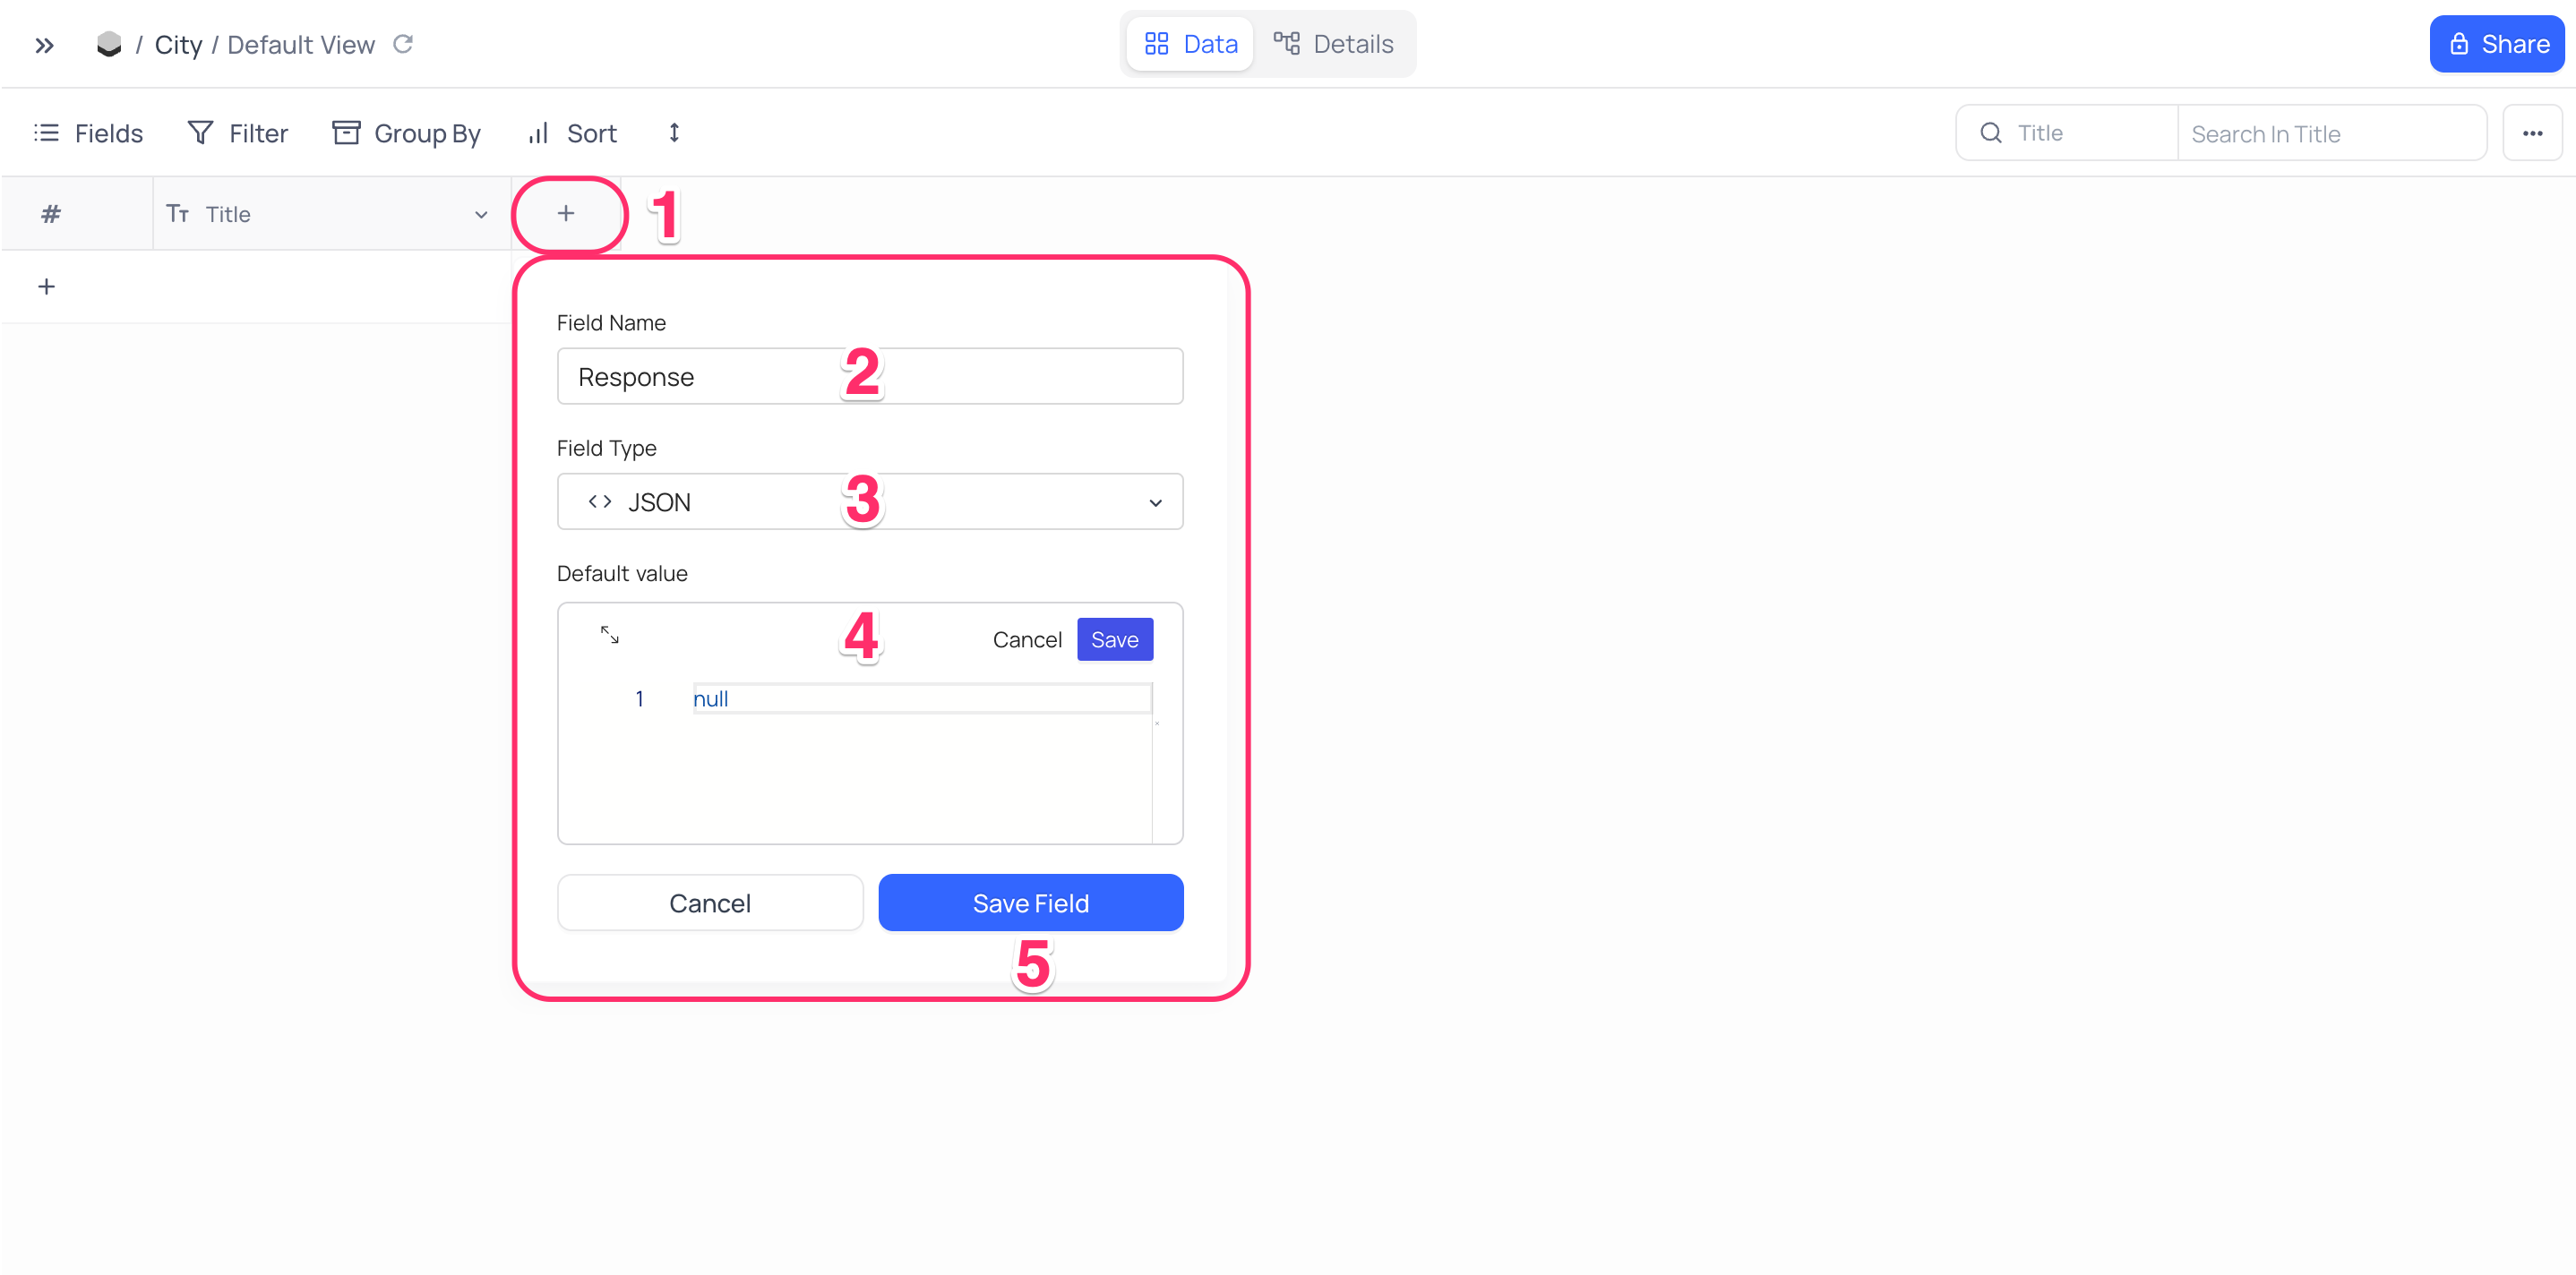 / City / Default View
Data
Details
Share
Fields
Filter
Group By
Sort
Title
Search In Title
#
Tт Title
+
1
+
Field Name
Response
2
Field Type
<> JSON
3
Default value
4
Cancel
Save
1
null
Cancel
Save Field
5